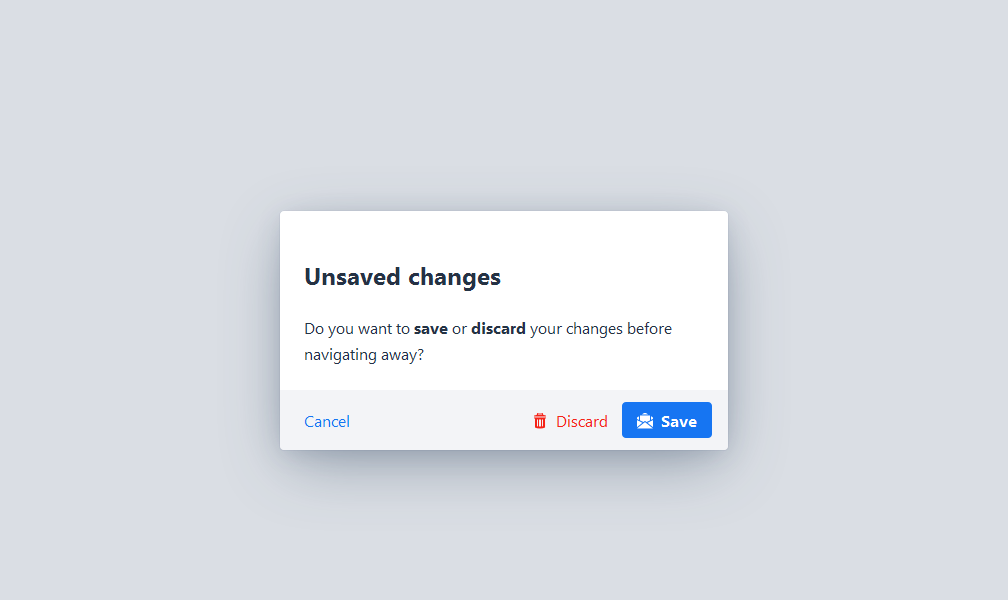 Unsaved changes
Do you want to save or discard your changes before
navigating away?
Cancel Discard Save